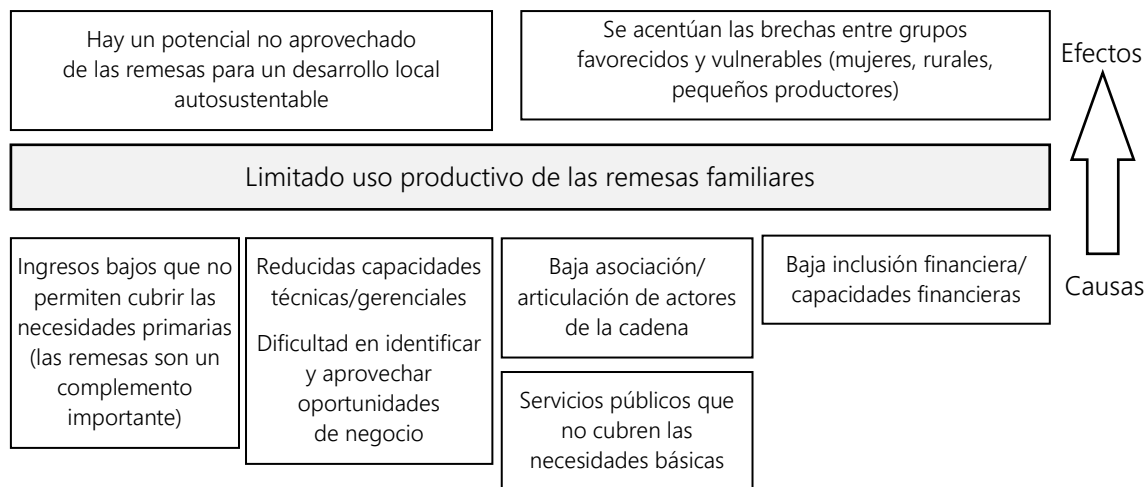 Hay un potencial no aprovechado
de las remesas para un desarrollo local
autosustentable
Se acentúan las brechas entre grupos
favorecidos y vulnerables (mujeres, rurales,
pequeños productores)
Efectos
Limitado uso productivo de las remesas familiares
Ingresos bajos que no
permiten cubrir las
necesidades primarias
(las remesas son un
complemento
importante)
Reducidas capacidades
técnicas/gerenciales
Dificultad en identificar
y aprovechar
oportunidades
de negocio
Baja asociación/
articulación de actores
de la cadena
Servicios públicos que
no cubren las
necesidades básicas
Baja inclusión financiera/
capacidades financieras
Causas